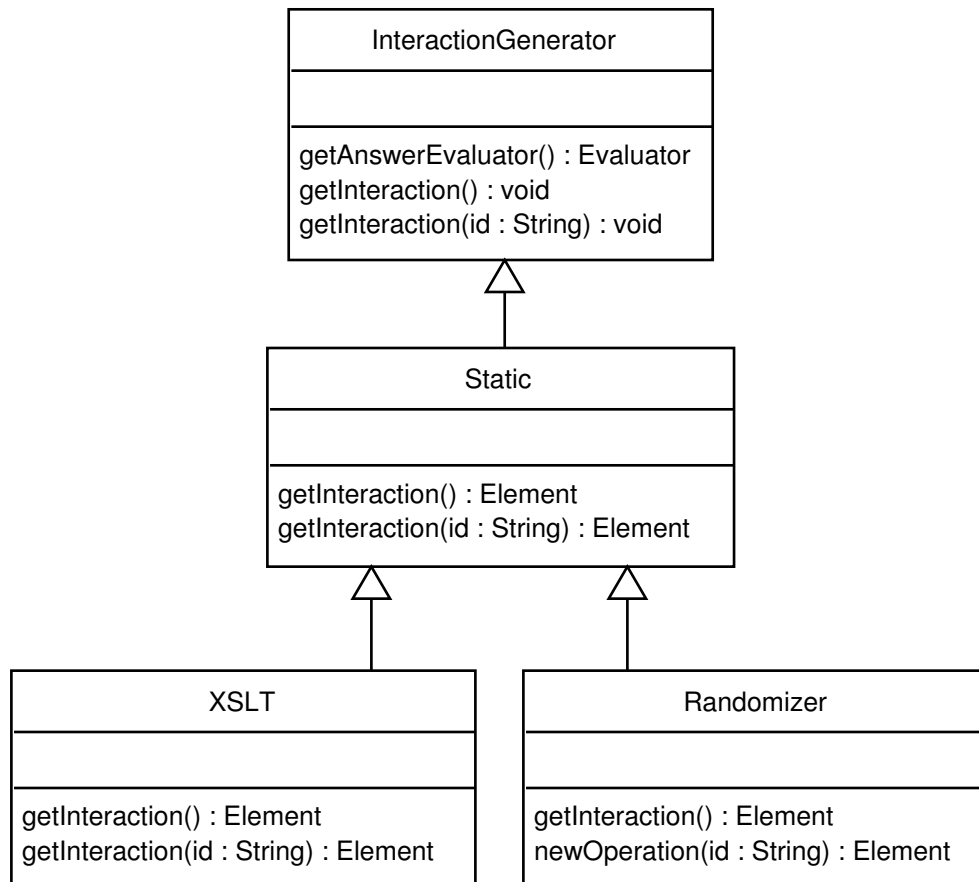 InteractionGenerator
getAnswerEvaluator() : Evaluator
getInteraction() : void
getInteraction(id : String) : void
Static
getInteraction() : Element
getInteraction(id : String) : Element
XSLT
getInteraction() : Element
getInteraction(id : String) : Element
Randomizer
getInteraction() : Element
newOperation(id : String) : Element